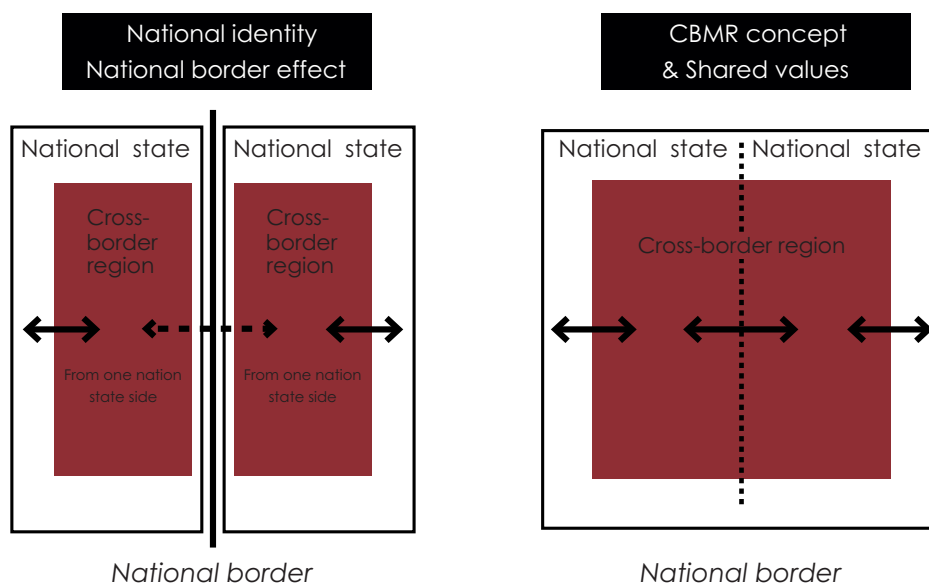 National identity
National border effect
National state
National state
Cross-
border
region
Cross-
border
region
From one nation
state side
From one nation
state side
National border
CBMR concept
& Shared values
National state
National state
Cross-border region
National border